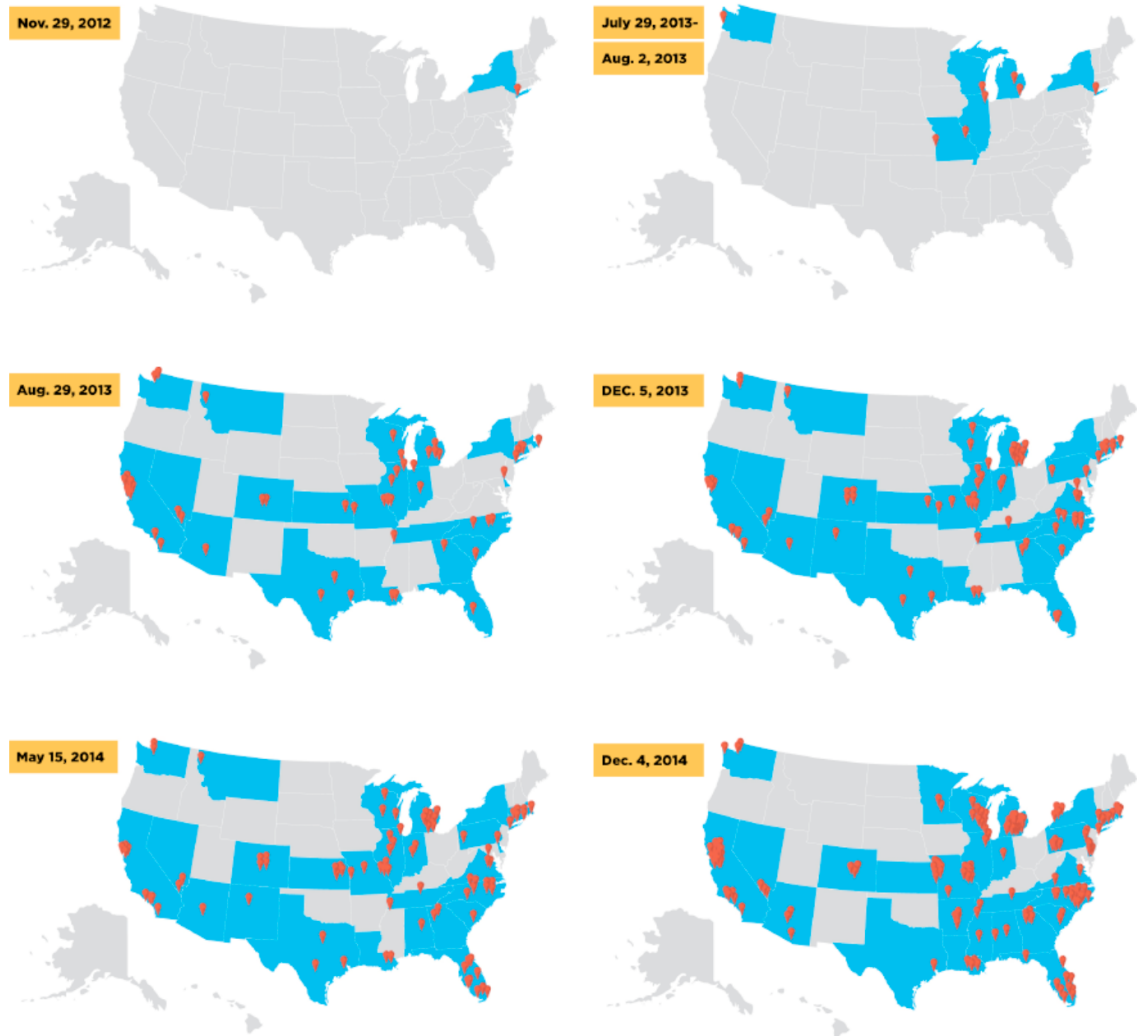 Nov. 29, 2012
July 29, 2013-
Aug. 2, 2013
Aug. 29, 2013
DEC. 5, 2013
May 15, 2014
Dec. 4, 2014